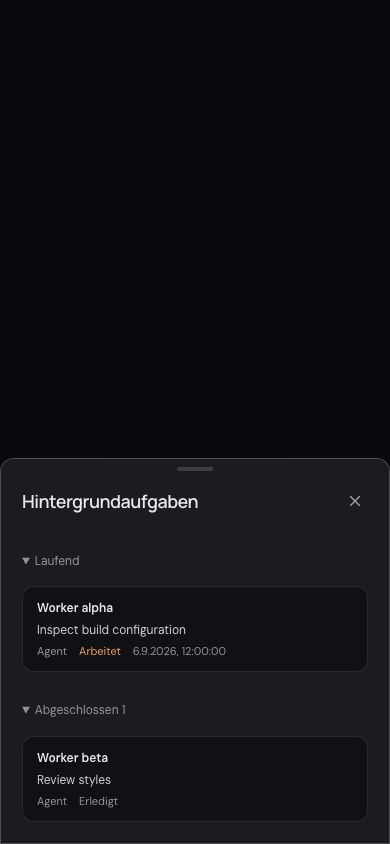 Hintergrundaufgaben
Laufend
Worker alpha
Inspect build configuration
Agent Arbeitet 6.9.2026, 12:00:00
Abgeschlossen 1
Worker beta
Review styles
Agent Erledigt